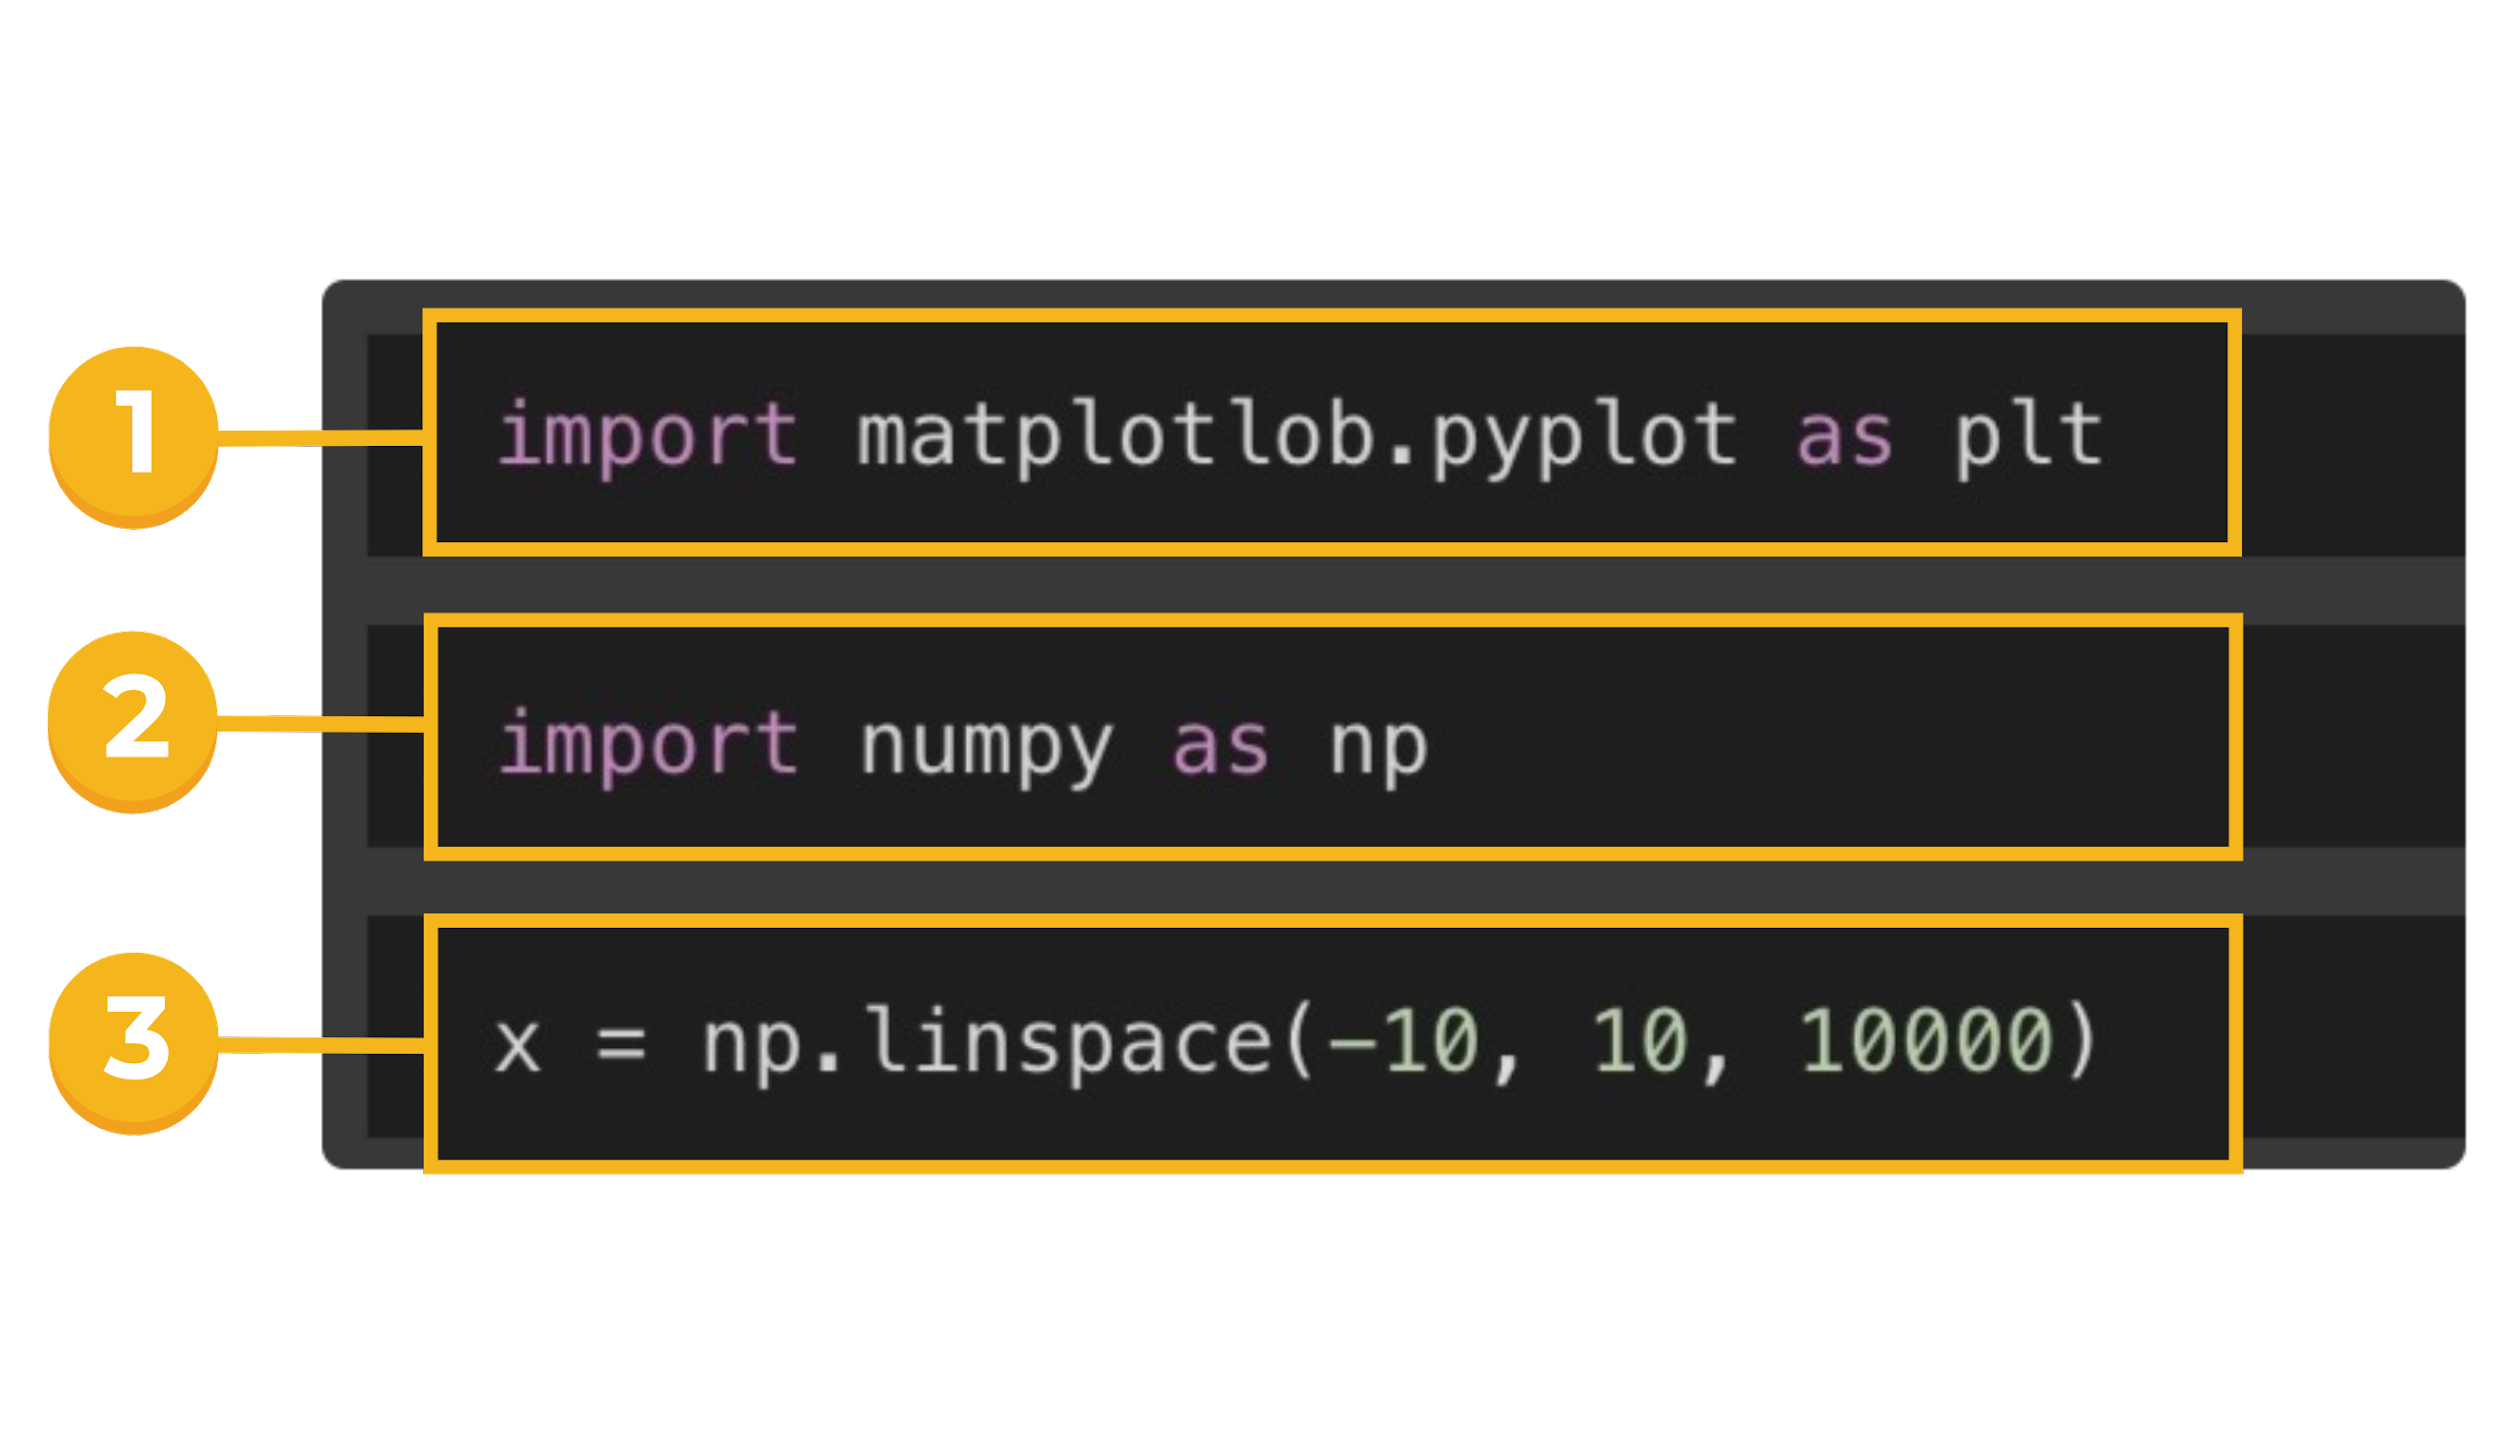 1
import matplotlob.pyplot as plt
2
import numpy as np
3
x = np.linspace(-10, 10, 10000)